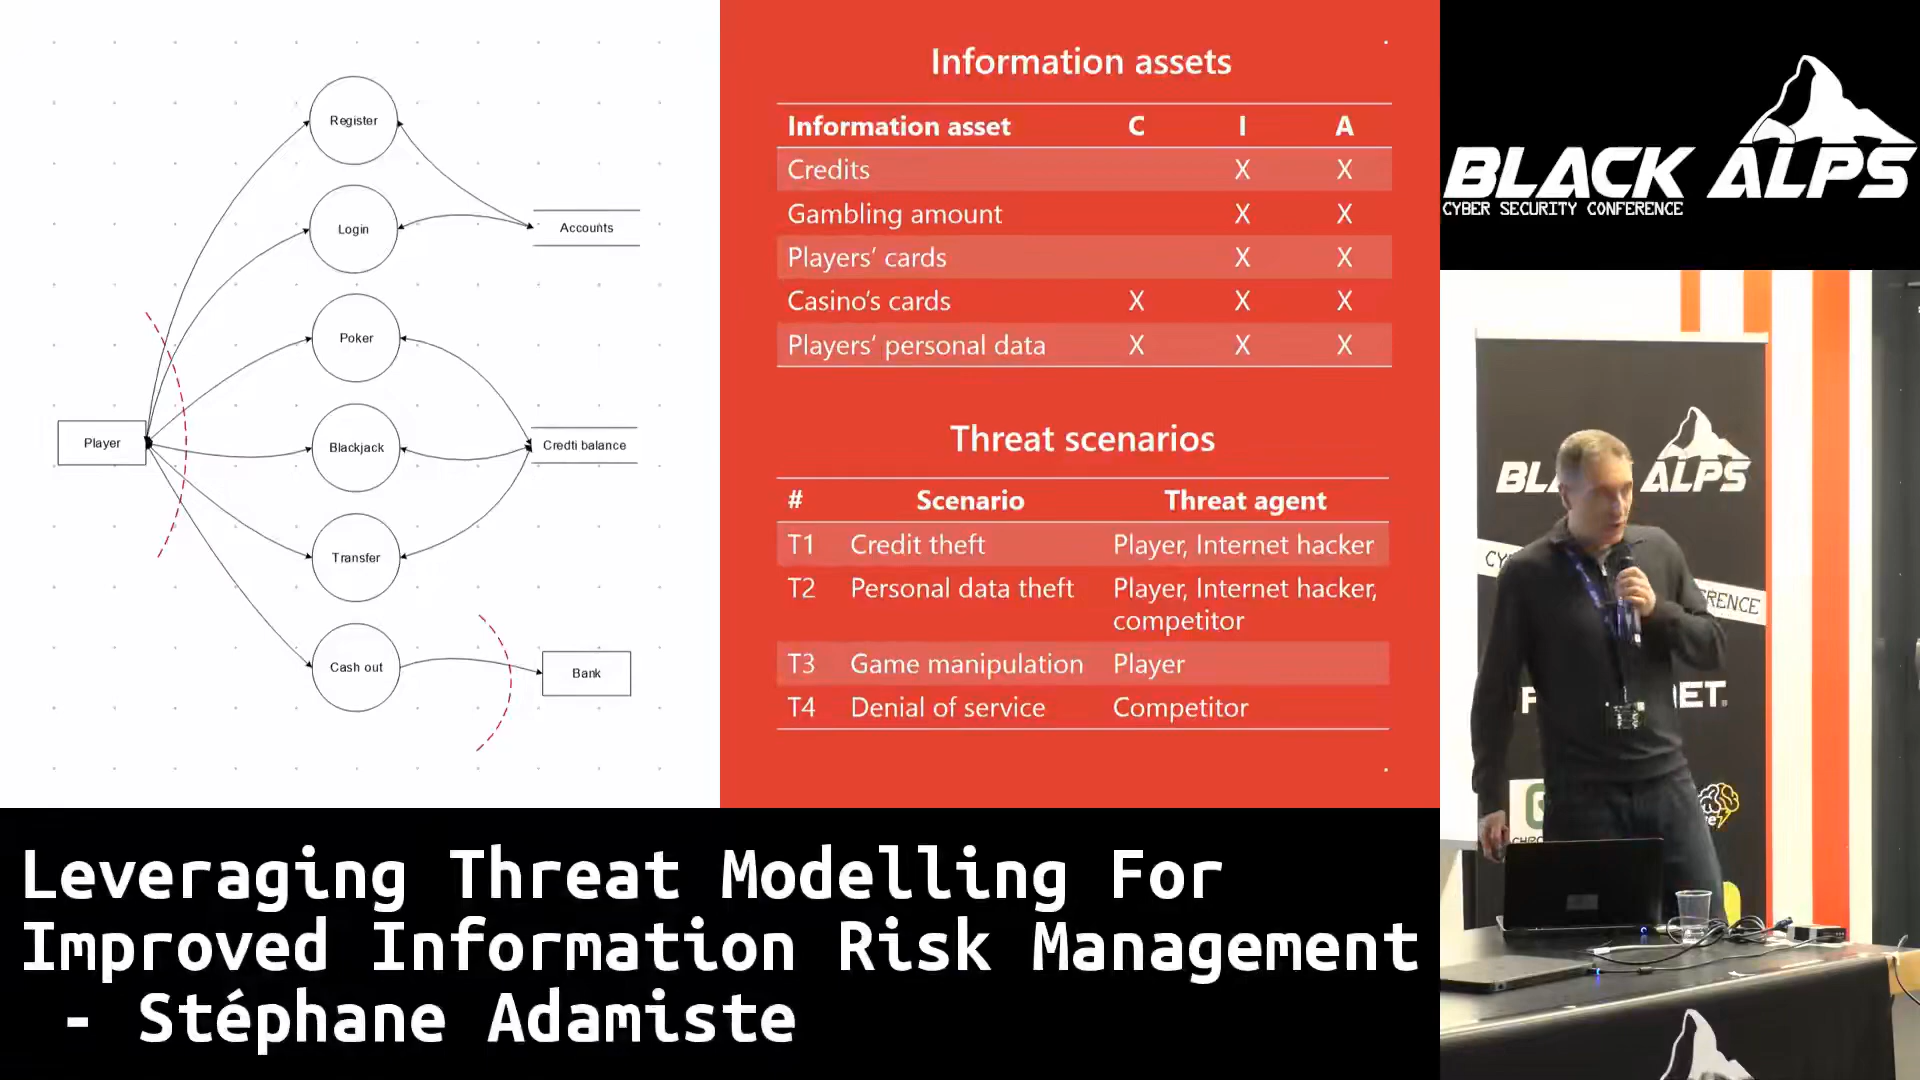 Register
Login
Accounts
Poker
Player
Blackjack
Credti balance
Transfer
Cash out
Bank
Information assets
Information asset C I A
Credits X X
Gambling amount X X
Players' cards X X
Casino's cards X X X
Players' personal data X X X
Threat scenarios
# Scenario Threat agent
T1 Credit theft Player, Internet hacker
T2 Personal data theft Player, Internet hacker,
competitor
T3 Game manipulation Player
T4 Denial of service Competitor
BLACK ALPS
CYBER SECURITY CONFERENCE
ALPS
Leveraging Threat Modelling For
Improved Information Risk Management
- Stéphane Adamiste